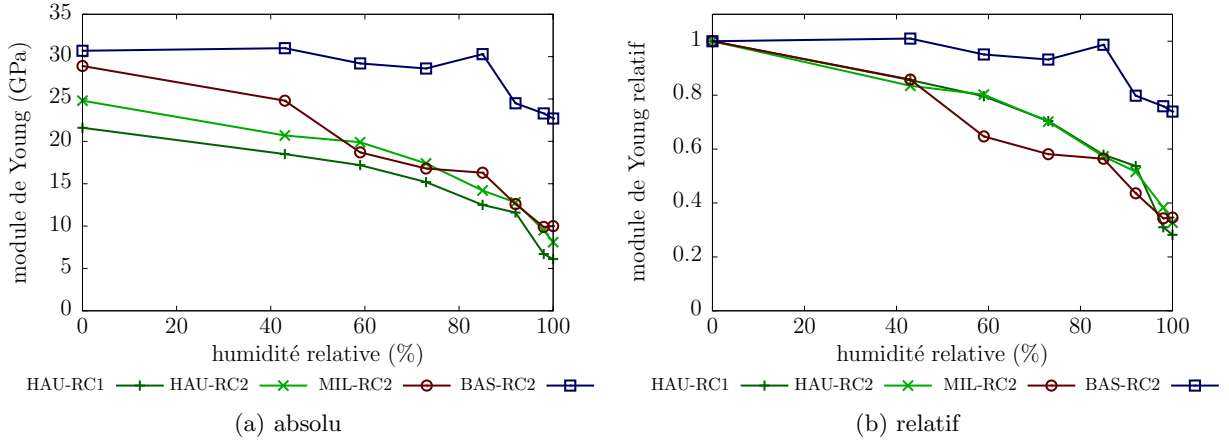 module de Young (GPa)
35
30
25
20
15
10
5
0
0 20 40 60 80 100
humidité relative (%)
HAU-RC1 HAU-RC2 MIL-RC2 BAS-RC2
(a) absolu
module de Young relatif
1
0.8
0.6
0.4
0.2
0
0 20 40 60 80 100
humidité relative (%)
HAU-RC1 HAU-RC2 MIL-RC2 BAS-RC2
(b) relatif